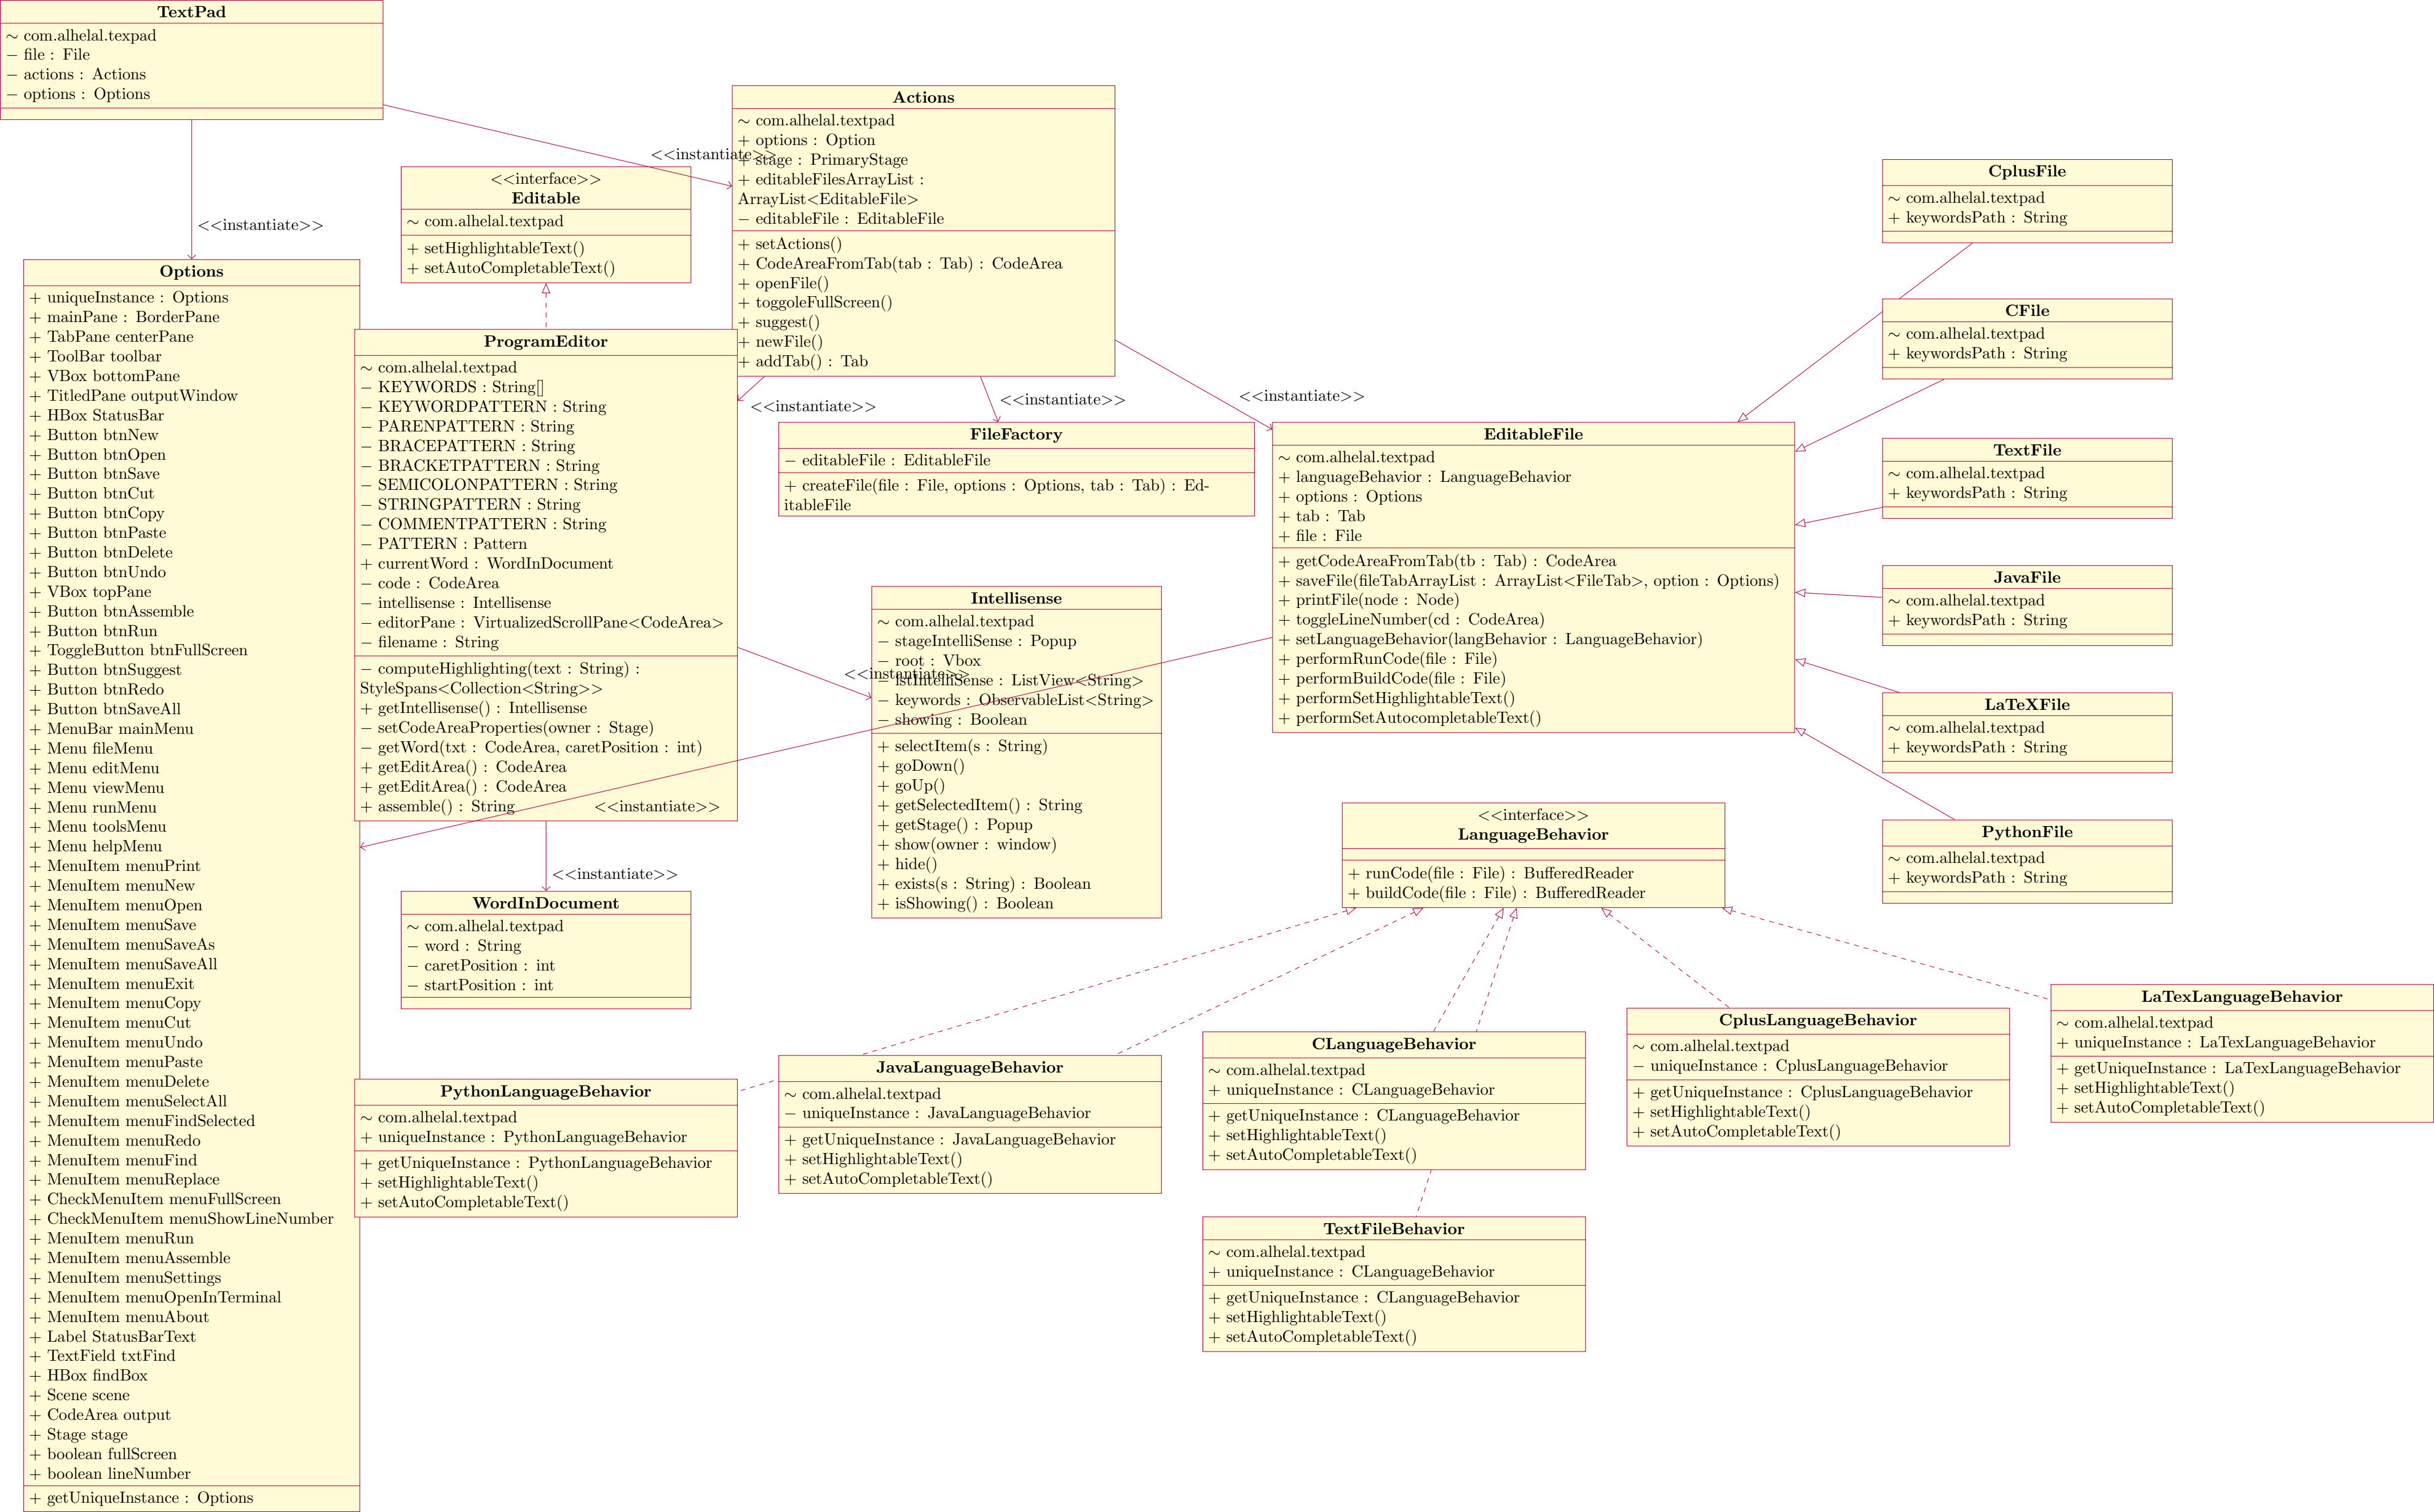 TextPad
∼ com.alhelal.texpad
− file : File
− actions : Actions
− options : Options
<<instantiate>>
<<instantiate>>
Options
+ uniqueInstance : Options
+ mainPane : BorderPane
+ TabPane centerPane
+ ToolBar toolbar
+ VBox bottomPane
+ TitledPane outputWindow
+ HBox StatusBar
+ Button btnNew
+ Button btnOpen
+ Button btnSave
+ Button btnCut
+ Button btnCopy
+ Button btnPaste
+ Button btnDelete
+ Button btnUndo
+ VBox topPane
+ Button btnAssemble
+ Button btnRun
+ ToggleButton btnFullScreen
+ Button btnSuggest
+ Button btnRedo
+ Button btnSaveAll
+ MenuBar mainMenu
+ Menu fileMenu
+ Menu editMenu
+ Menu viewMenu
+ Menu runMenu
+ Menu toolsMenu
+ Menu helpMenu
+ MenuItem menuPrint
+ MenuItem menuNew
+ MenuItem menuOpen
+ MenuItem menuSave
+ MenuItem menuSaveAs
+ MenuItem menuSaveAll
+ MenuItem menuExit
+ MenuItem menuCopy
+ MenuItem menuCut
+ MenuItem menuUndo
+ MenuItem menuPaste
+ MenuItem menuDelete
+ MenuItem menuSelectAll
+ MenuItem menuFindSelected
+ MenuItem menuRedo
+ MenuItem menuFind
+ MenuItem menuReplace
+ CheckMenuItem menuFullScreen
+ CheckMenuItem menuShowLineNumber
+ MenuItem menuRun
+ MenuItem menuAssemble
+ MenuItem menuSettings
+ MenuItem menuOpenInTerminal
+ MenuItem menuAbout
+ Label StatusBarText
+ TextField txtFind
+ HBox findBox
+ Scene scene
+ CodeArea output
+ Stage stage
+ boolean fullScreen
+ boolean lineNumber
+ getUniqueInstance : Options
<<interface>>
Editable
∼ com.alhelal.textpad
+ setHighlightableText()
+ setAutoCompletableText()
ProgramEditor
∼ com.alhelal.textpad
− KEYWORDS : String[]
− KEYWORDPATTERN : String
− PARENPATTERN : String
− BRACEPATTERN : String
− BRACKETPATTERN : String
− SEMICOLONPATTERN : String
− STRINGPATTERN : String
− COMMENTPATTERN : String
− PATTERN : Pattern
+ currentWord : WordInDocument
− code : CodeArea
− intellisense : Intellisense
− editorPane : VirtualizedScrollPane<CodeArea>
− filename : String
− computeHighlighting(text : String) :
StyleSpans<Collection<String>>
+ getIntellisense() : Intellisense
− setCodeAreaProperties(owner : Stage)
− getWord(txt : CodeArea, caretPosition : int)
+ getEditArea() : CodeArea
+ getEditArea() : CodeArea
+ assemble() : String
<<instantiate>>
<<instantiate>>
WordInDocument
∼ com.alhelal.textpad
− word : String
− caretPosition : int
− startPosition : int
Actions
∼ com.alhelal.textpad
+ options : Option
+ stage : PrimaryStage
+ editableFilesArrayList :
ArrayList<EditableFile>
− editableFile : EditableFile
+ setActions()
+ CodeAreaFromTab(tab : Tab) : CodeArea
+ openFile()
+ toggoleFullScreen()
+ suggest()
+ newFile()
+ addTab() : Tab
<<instantiate>>
<<instantiate>>
<<instantiate>>
FileFactory
− editableFile : EditableFile
+ createFile(file : File, options : Options, tab : Tab) : Ed-
itableFile
Intellisense
∼ com.alhelal.textpad
− stageIntelliSense : Popup
− root : Vbox
<<instantiate>>
− lstIntelliSense : ListView<String>
− keywords : ObservableList<String>
− showing : Boolean
+ selectItem(s : String)
+ goDown()
+ goUp()
+ getSelectedItem() : String
+ getStage() : Popup
+ show(owner : window)
+ hide()
+ exists(s : String) : Boolean
+ isShowing() : Boolean
EditableFile
∼ com.alhelal.textpad
+ languageBehavior : LanguageBehavior
+ options : Options
+ tab : Tab
+ file : File
+ getCodeAreaFromTab(tb : Tab) : CodeArea
+ saveFile(fileTabArrayList : ArrayList<FileTab>, option : Options)
+ printFile(node : Node)
+ toggleLineNumber(cd : CodeArea)
+ setLanguageBehavior(langBehavior : LanguageBehavior)
+ performRunCode(file : File)
+ performBuildCode(file : File)
+ performSetHighlightableText()
+ performSetAutocompletableText()
CplusFile
∼ com.alhelal.textpad
+ keywordsPath : String
CFile
∼ com.alhelal.textpad
+ keywordsPath : String
TextFile
∼ com.alhelal.textpad
+ keywordsPath : String
JavaFile
∼ com.alhelal.textpad
+ keywordsPath : String
LaTeXFile
∼ com.alhelal.textpad
+ keywordsPath : String
PythonFile
∼ com.alhelal.textpad
+ keywordsPath : String
<<interface>>
LanguageBehavior
+ runCode(file : File) : BufferedReader
+ buildCode(file : File) : BufferedReader
PythonLanguageBehavior
∼ com.alhelal.textpad
+ uniqueInstance : PythonLanguageBehavior
+ getUniqueInstance : PythonLanguageBehavior
+ setHighlightableText()
+ setAutoCompletableText()
JavaLanguageBehavior
∼ com.alhelal.textpad
− uniqueInstance : JavaLanguageBehavior
+ getUniqueInstance : JavaLanguageBehavior
+ setHighlightableText()
+ setAutoCompletableText()
CLanguageBehavior
∼ com.alhelal.textpad
+ uniqueInstance : CLanguageBehavior
+ getUniqueInstance : CLanguageBehavior
+ setHighlightableText()
+ setAutoCompletableText()
TextFileBehavior
∼ com.alhelal.textpad
+ uniqueInstance : CLanguageBehavior
+ getUniqueInstance : CLanguageBehavior
+ setHighlightableText()
+ setAutoCompletableText()
CplusLanguageBehavior
∼ com.alhelal.textpad
− uniqueInstance : CplusLanguageBehavior
+ getUniqueInstance : CplusLanguageBehavior
+ setHighlightableText()
+ setAutoCompletableText()
LaTexLanguageBehavior
∼ com.alhelal.textpad
+ uniqueInstance : LaTexLanguageBehavior
+ getUniqueInstance : LaTexLanguageBehavior
+ setHighlightableText()
+ setAutoCompletableText()